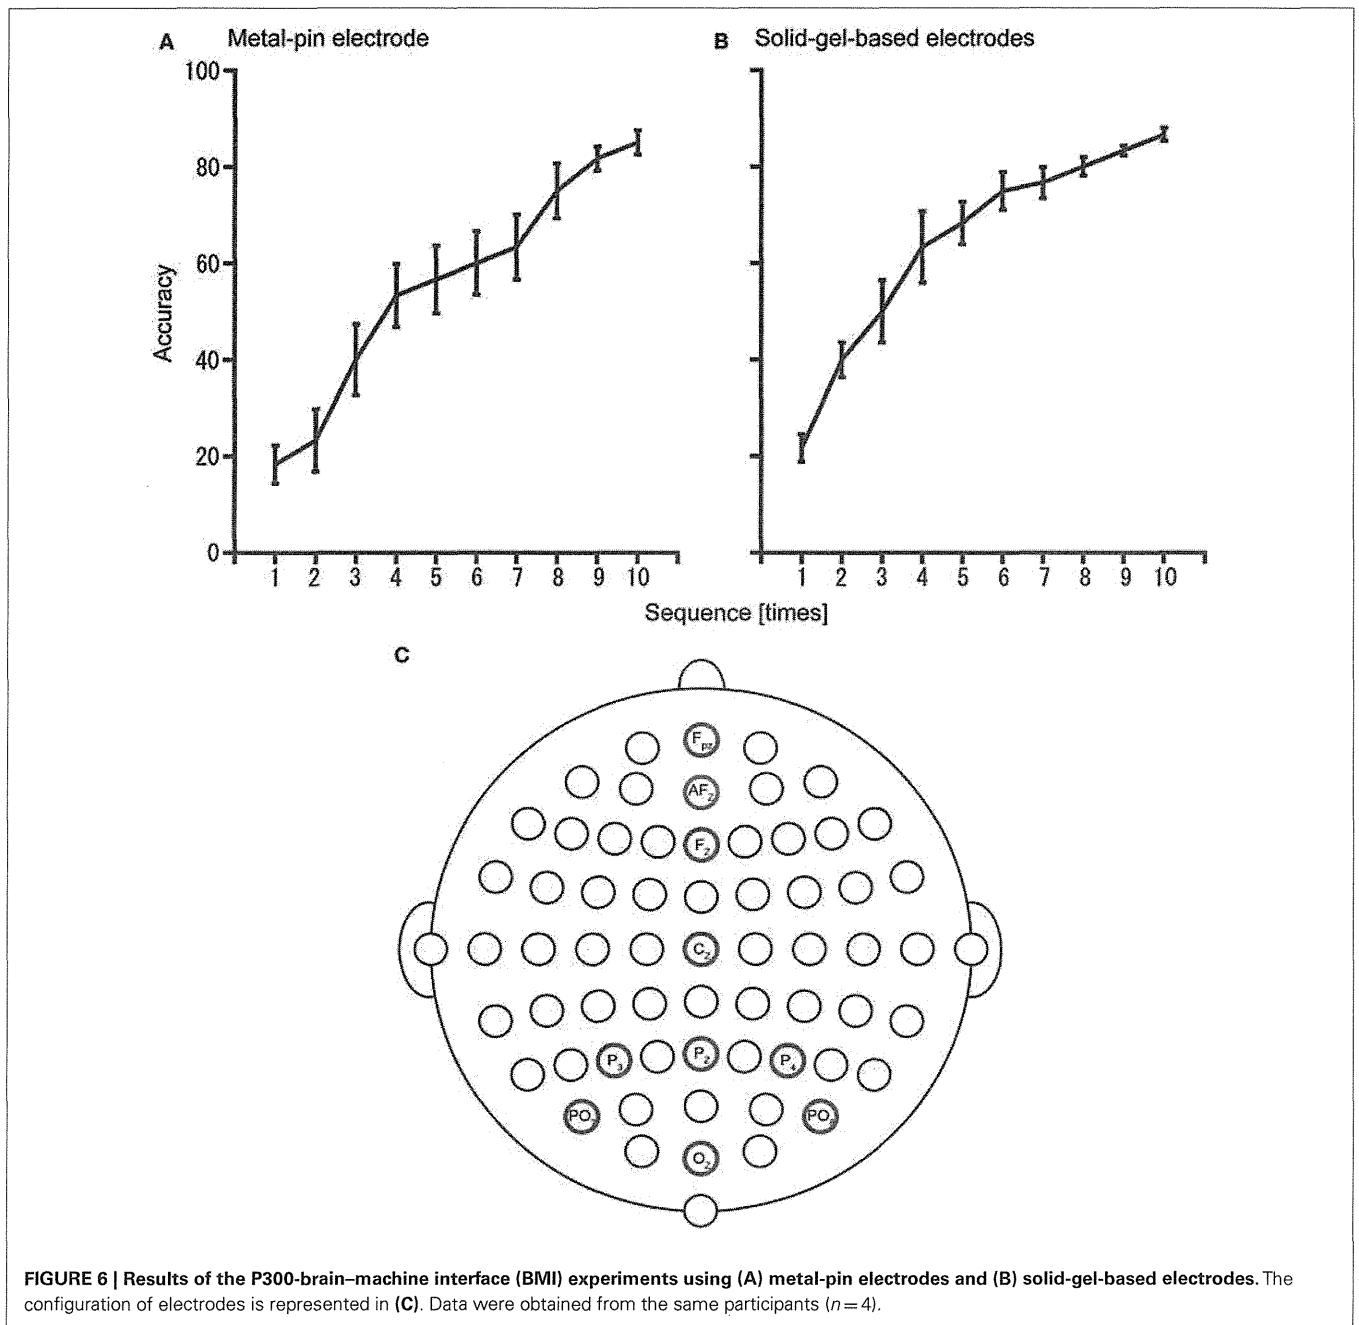 A Metal-pin electrode
B Solid-gel-based electrodes
Accuracy
100
80
60
40
20
0
1 2 3 4 5 6 7 8 9 10
1 2 3 4 5 6 7 8 9 10
Sequence [times]
C
Fpz
AFz
Fz
Cz
P3 Pz P4
PO PO
Oz
FIGURE 6 | Results of the P300-brain–machine interface (BMI) experiments using (A) metal-pin electrodes and (B) solid-gel-based electrodes. The
configuration of electrodes is represented in (C). Data were obtained from the same participants (n = 4).